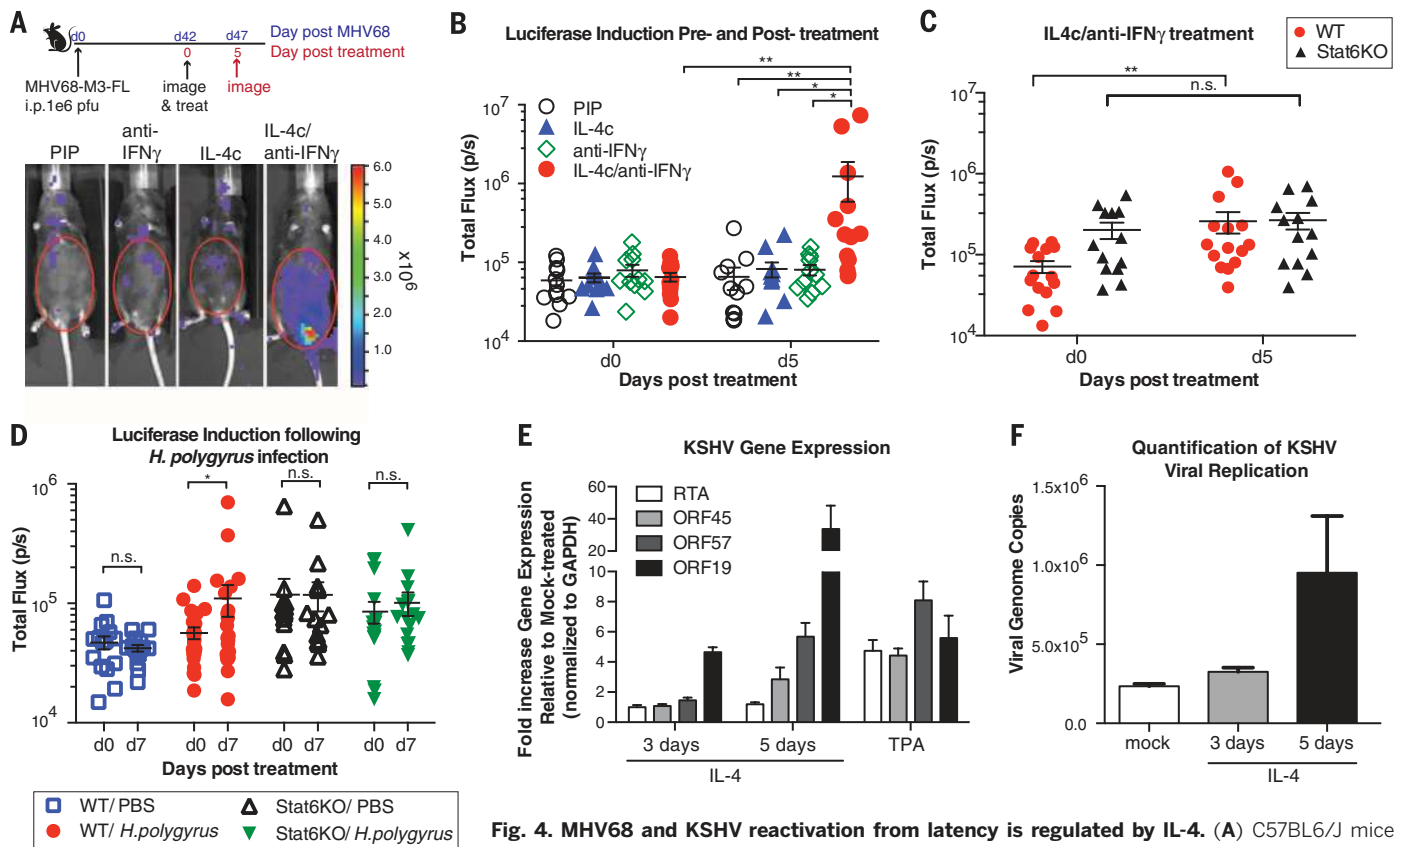 A
d0
d42
d47
Day post MHV68
0
5
Day post treatment
MHV68-M3-FL
i.p.1e6 pfu
image
& treat
image
PIP
anti-
IFNγ
IL-4c
IL-4c/
anti-IFNγ
6.0
5.0
4.0
3.0
2.0
1.0
x 10⁶
B
Luciferase Induction Pre- and Post- treatment
**
**
*
*
PIP
IL-4c
anti-IFNγ
IL-4c/anti-IFNγ
Total Flux (p/s)
10⁷
10⁶
10⁵
10⁴
d0
d5
Days post treatment
C
IL4c/anti-IFNγ treatment
WT
Stat6KO
**
n.s.
Total Flux (p/s)
10⁷
10⁶
10⁵
10⁴
d0
d5
Days post treatment
D
Luciferase Induction following
H. polygyrus infection
n.s.
*
n.s.
n.s.
Total Flux (p/s)
10⁶
10⁵
10⁴
d0 d7 d0 d7 d0 d7 d0 d7
Days post treatment
WT/PBS
WT/ H.polygyrus
Stat6KO/ PBS
Stat6KO/ H.polygyrus
E
KSHV Gene Expression
Fold increase Gene Expression
Relative to Mock-treated
(normalized to GAPDH)
60
40
20
10
8
6
4
2
0
RTA
ORF45
ORF57
ORF19
3 days
5 days
TPA
IL-4
F
Quantification of KSHV
Viral Replication
Viral Genome Copies
1.5x10⁶
10⁶
5.0x10⁵
0.0
mock
3 days
5 days
IL-4
Fig. 4. MHV68 and KSHV reactivation from latency is regulated by IL-4. (A) C57BL6/J mice